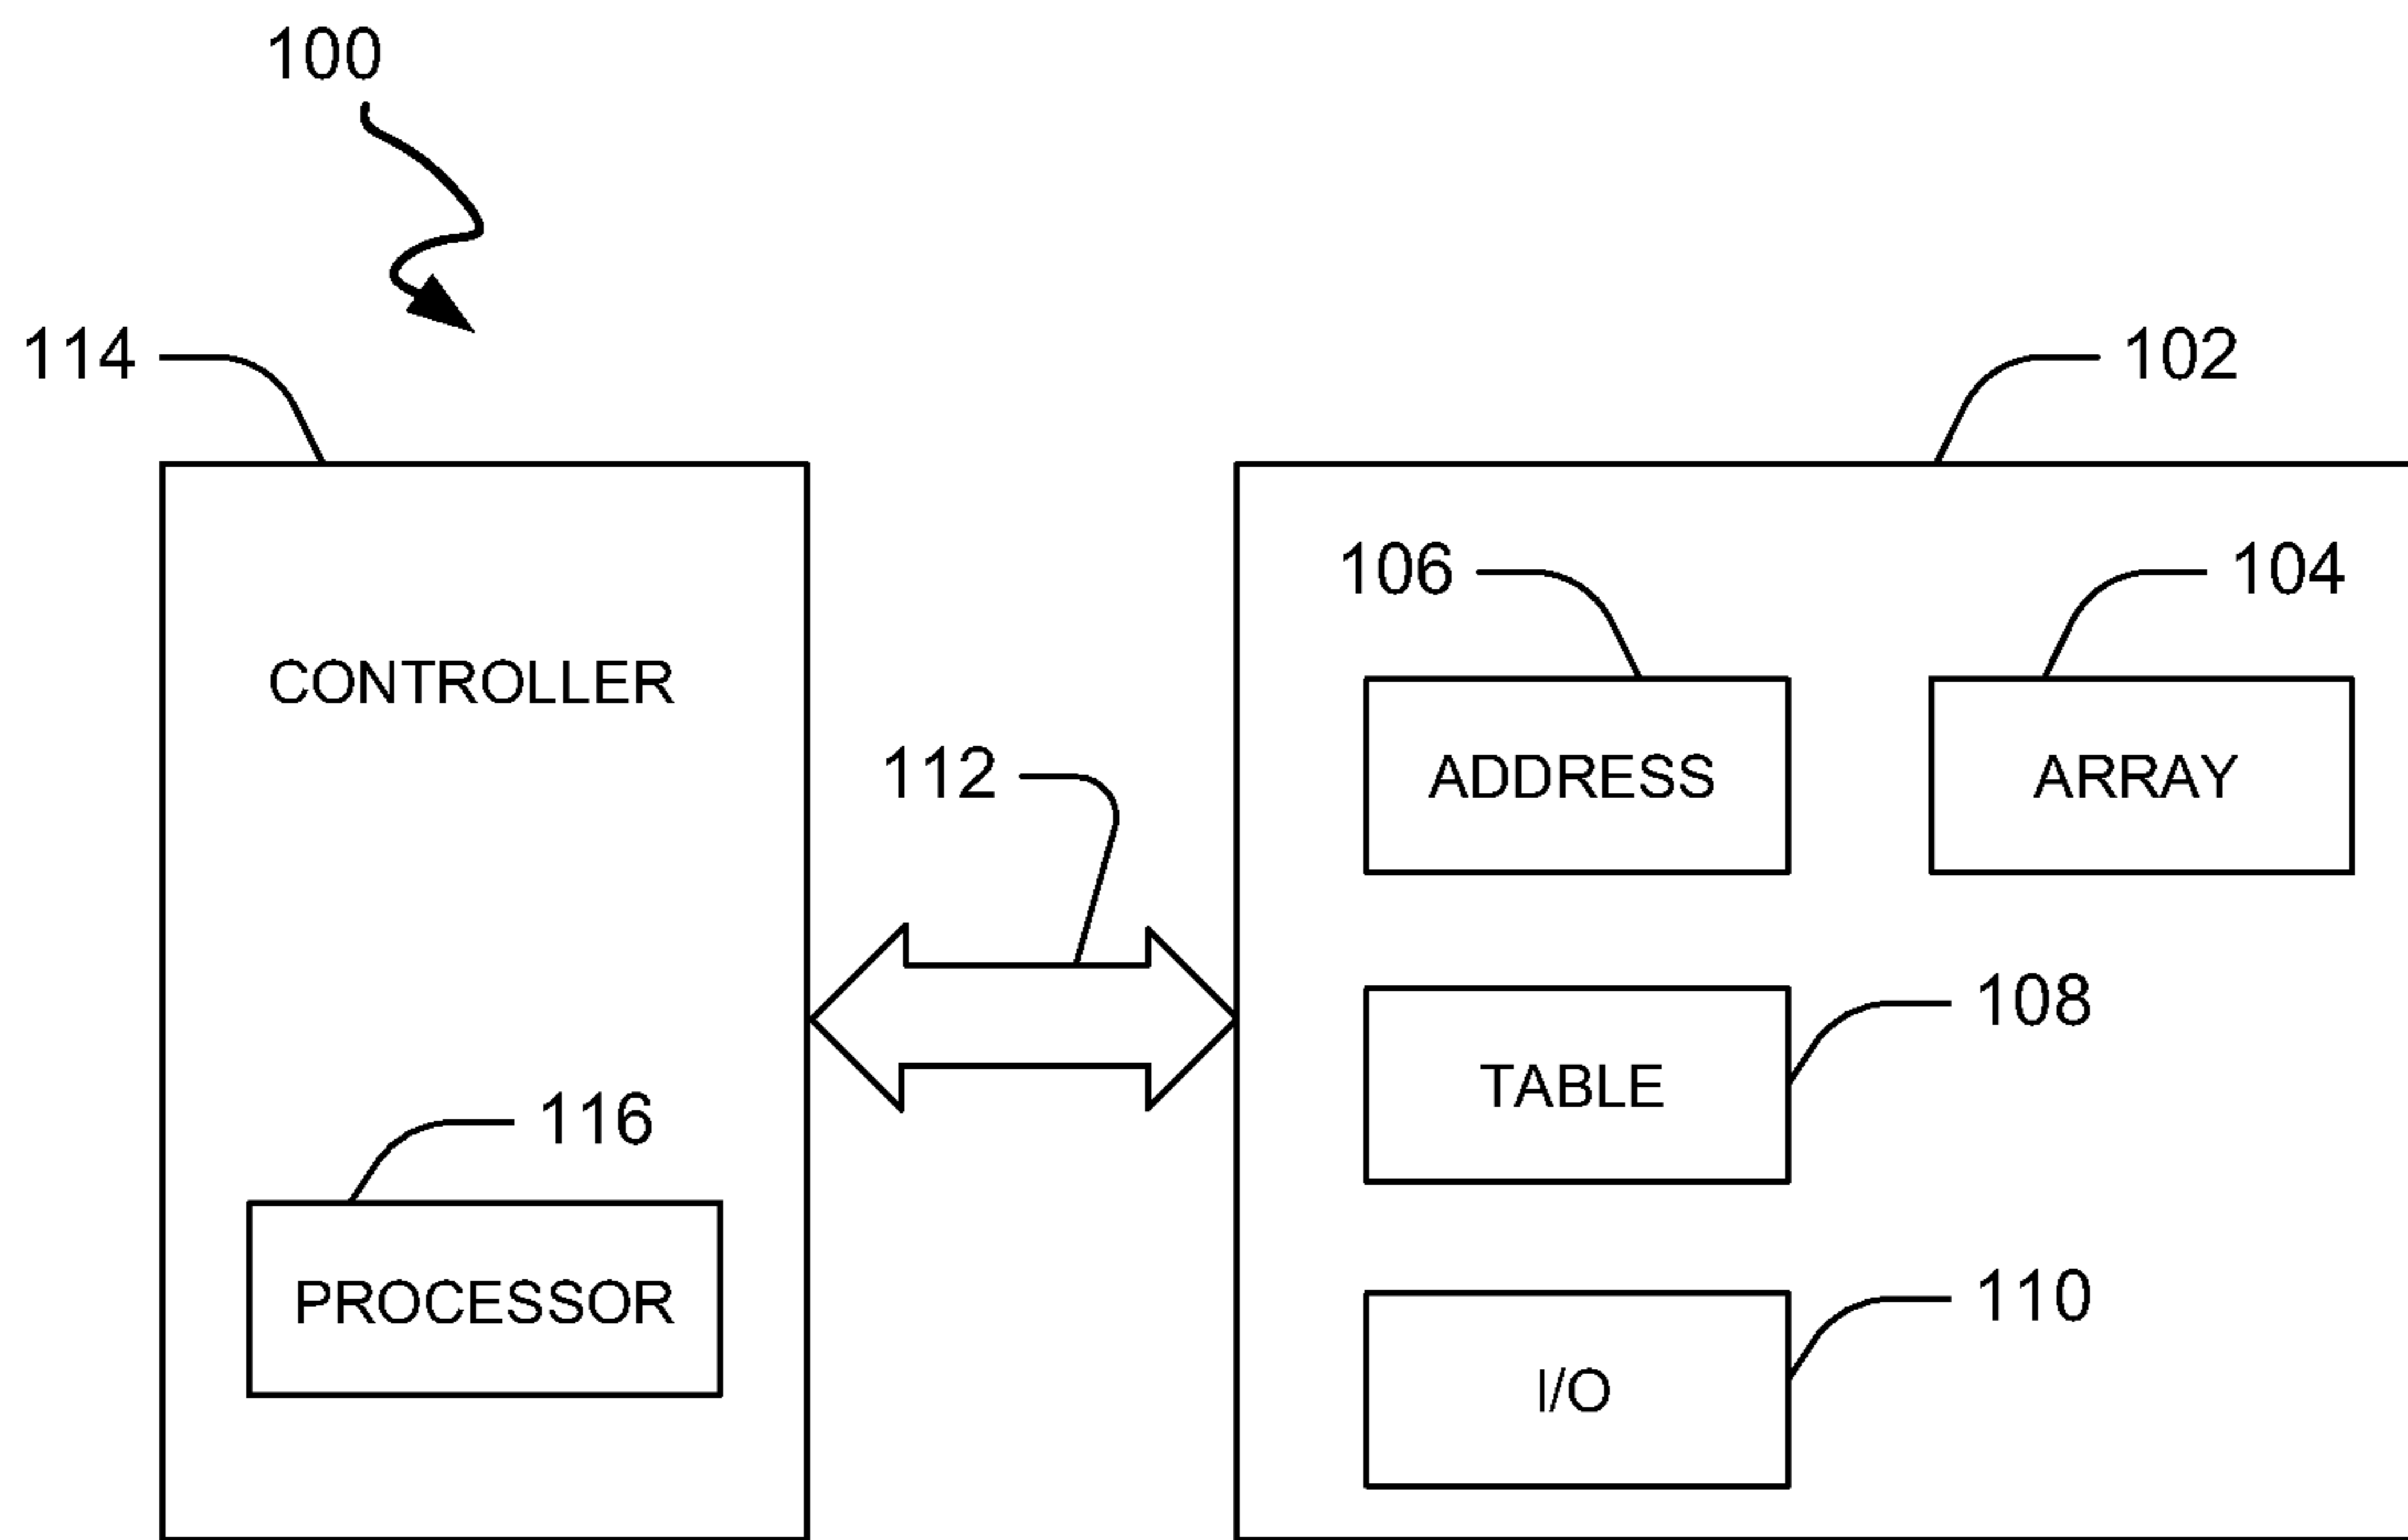 100
114
102
106
104
CONTROLLER
112
ADDRESS
ARRAY
108
TABLE
116
PROCESSOR
110
I/O